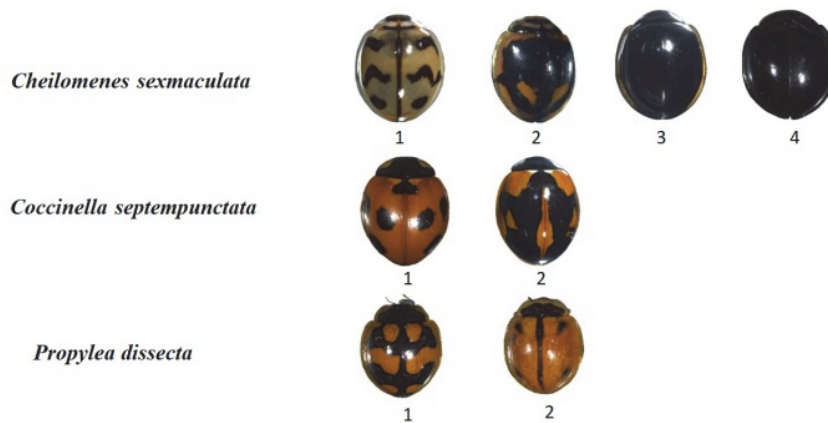 Cheilomenes sexmaculata
1 2 3 4
Coccinella septempunctata
1 2
Propylea dissecta
1 2